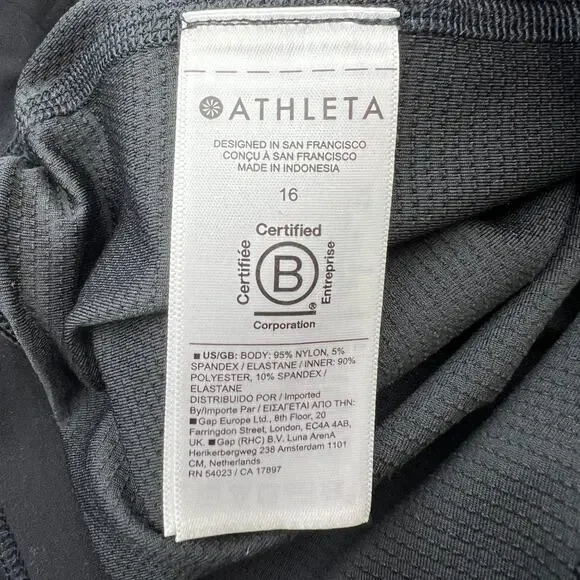 ATHLETA
DESIGNED IN SAN FRANCISCO
CONÇU À SAN FRANCISCO
MADE IN INDONESIA
16
Certified
Certifiée
B
Entreprise
Corporation
■ US/GB: BODY: 95% NYLON, 5%
SPANDEX / ELASTANE / INNER: 90%
POLYESTER, 10% SPANDEX /
ELASTANE
DISTRIBUIDO POR / Imported
By/Importe Par / ΕΙΣΑΓΕΤΑΙ ΑΠΟ ΤΗΝ:
■ Gap Europe Ltd., 8th Floor, 20
Farringdon Street, London, EC4A 4AB,
UK. ■ Gap (RHC) B.V. Luna ArenA
Herikerbergweg 238 Amsterdam 1101
CM, Netherlands
RN 54023 / CA 17897